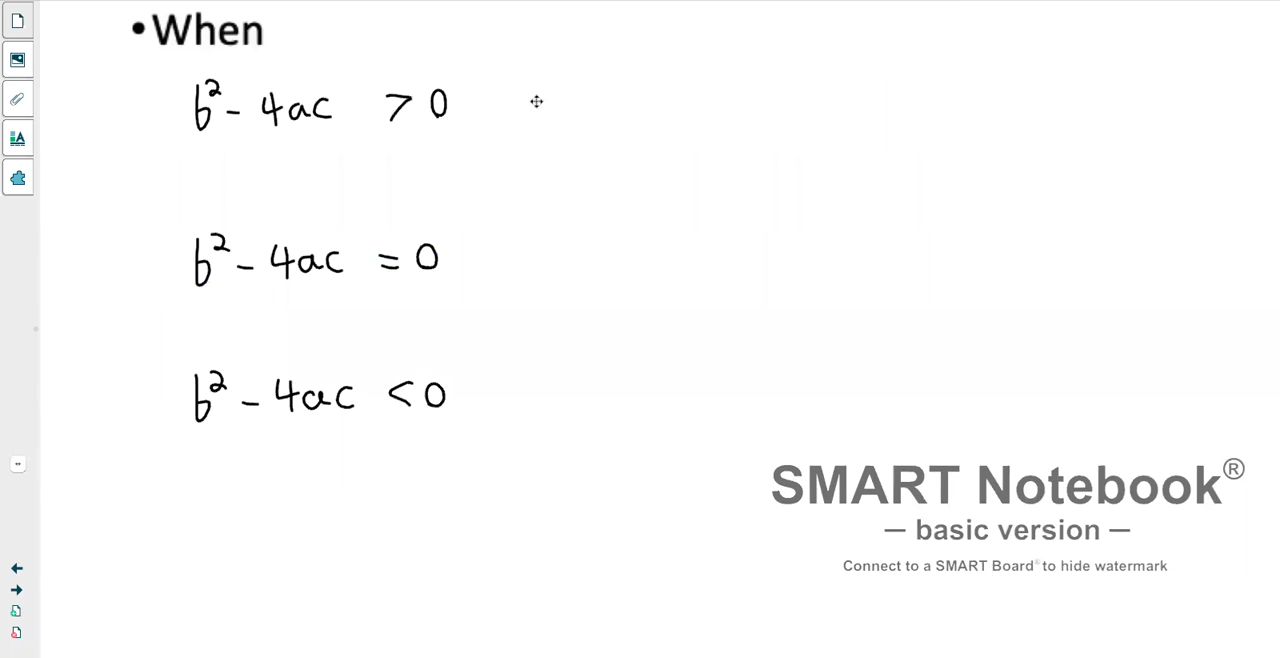 •When
b² - 4ac > 0
b² - 4ac = 0
b² - 4ac < 0
SMART Notebook®
— basic version —
Connect to a SMART Board® to hide watermark